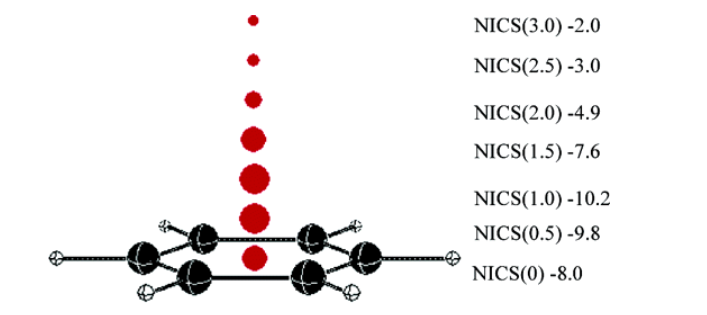 NICS(3.0) -2.0
NICS(2.5) -3.0
NICS(2.0) -4.9
NICS(1.5) -7.6
NICS(1.0) -10.2
NICS(0.5) -9.8
NICS(0) -8.0